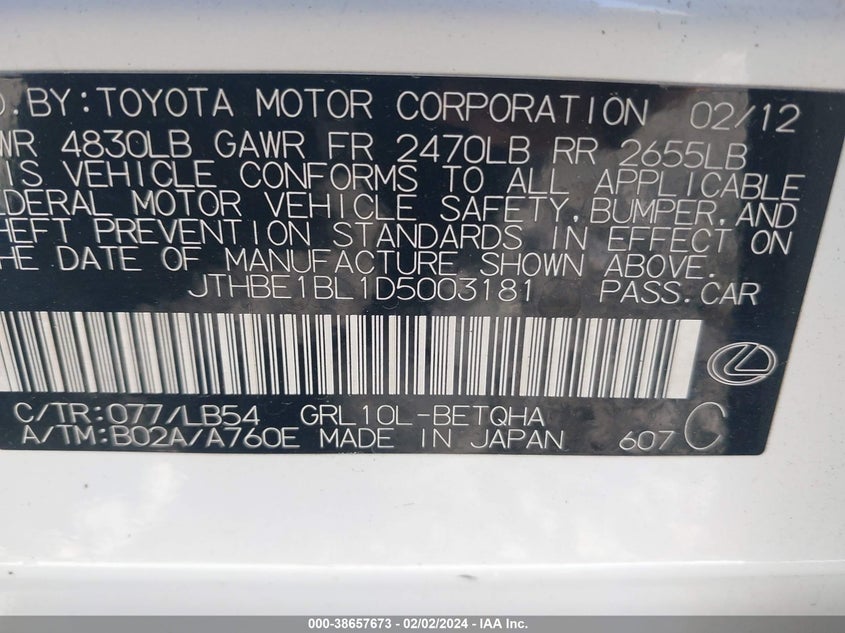 D.BY:TOYOTA MOTOR CORPORATION 02/12
WR 4830LB GAWR FR 2470LB RR 2655LB
IS VEHICLE CONFORMS TO ALL APPLICABLE
DERAL MOTOR VEHICLE SAFETY,BUMPER,AND
HEFT PREVENTION STANDARDS IN EFFECT ON
HE DATE OF MANUFACTURE SHOWN ABOVE.
JTHBE1BL1D5003181 PASS.CAR
C/TR:077/LB54 GRL10L-BETQHA
A/TM:B02A/A760E MADE IN JAPAN 607 C
000-38657673 / 02/02/2024 - IAA Inc.